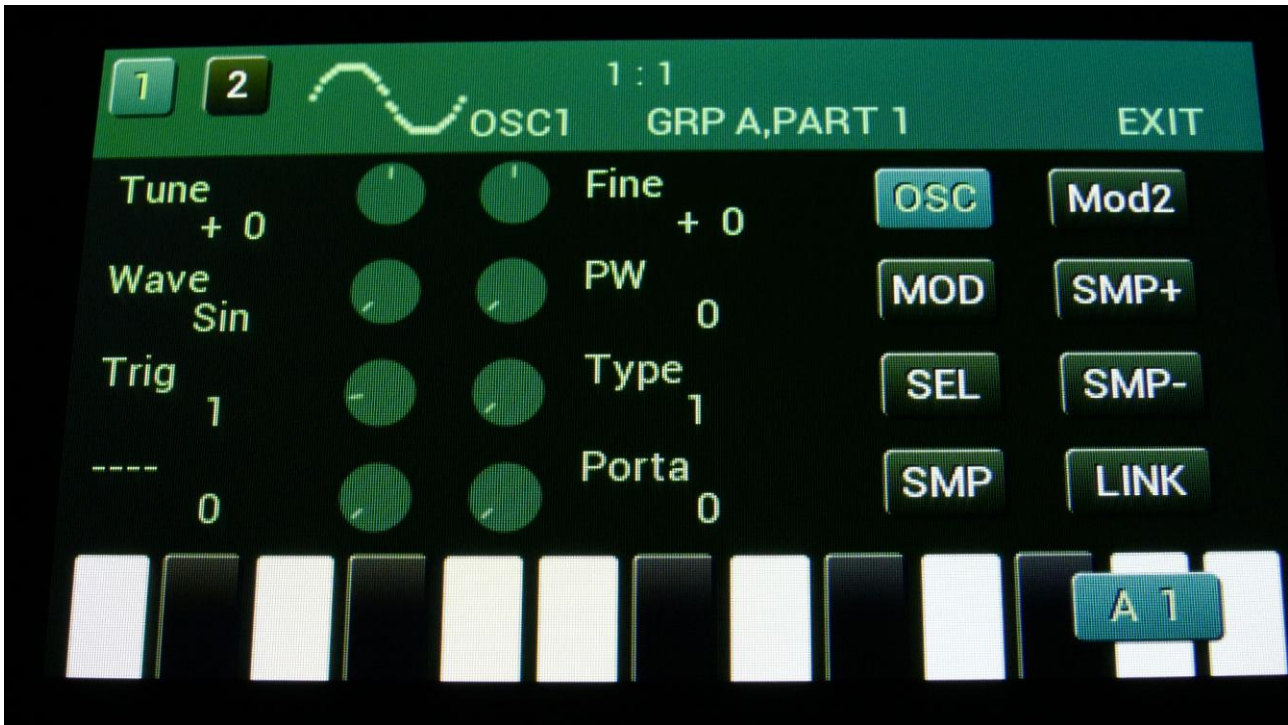 1 2 1 : 1
OSC1 GRP A,PART 1 EXIT
Tune Fine OSC Mod2
+ 0 + 0
Wave PW MOD SMP+
Sin 0
Trig Type SEL SMP-
1 1
---- Porta SMP LINK
0 0
A 1